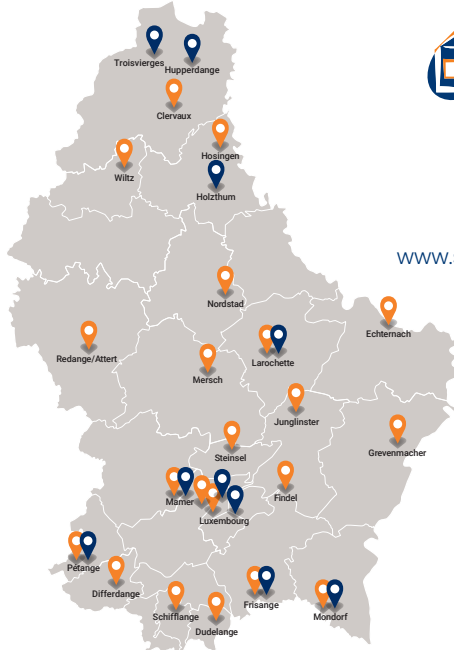 Troisvierges
Hupperdange
Clervaux
Hosingen
Wiltz
Holzthum
www.
Nordstad
Echternach
Redange/Attert
Larochette
Mersch
Junglinster
Grevenmacher
Steinsel
Findel
Mamer
Luxembourg
Pétange
Differdange
Frisange
Schifflange
Mondorf
Dudelange